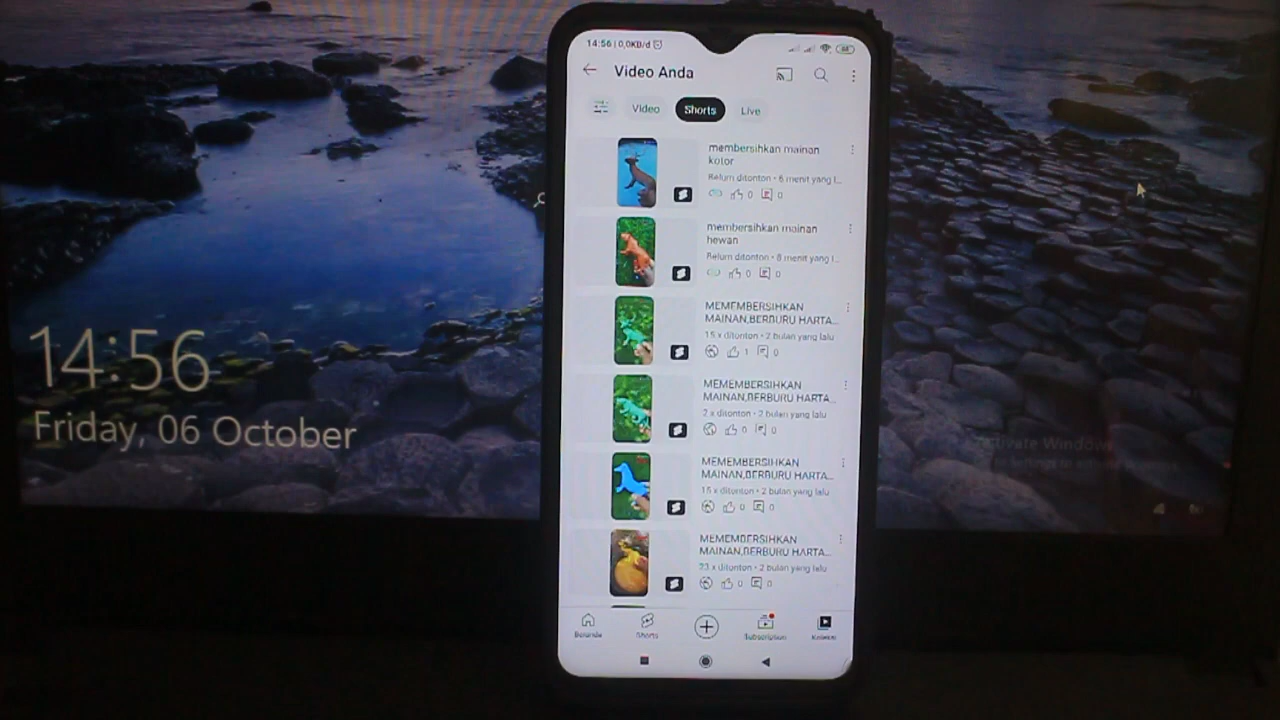 14:56 | 0,0KB/d
Video Anda
Video
Shorts
Live
membersihkan mainan
kotor
Belum ditonton • 6 menit yang l...
0 0
membersihkan mainan
hewan
Belum ditonton • 8 menit yang l...
0 0
MEMEMBERSIHKAN
MAINAN,BERBURU HARTA...
15 x ditonton • 2 bulan yang lalu
1 0
MEMEMBERSIHKAN
MAINAN,BERBURU HARTA...
2 x ditonton • 2 bulan yang lalu
0 0
MEMEMBERSIHKAN
MAINAN,BERBURU HARTA...
15 x ditonton • 2 bulan yang lalu
0 0
MEMEMBERSIHKAN
MAINAN,BERBURU HARTA...
23 x ditonton • 2 bulan yang lalu
0 0
Beranda
Shorts
Subscription
Koleksi
14:56
Friday, 06 October
Activate Windows